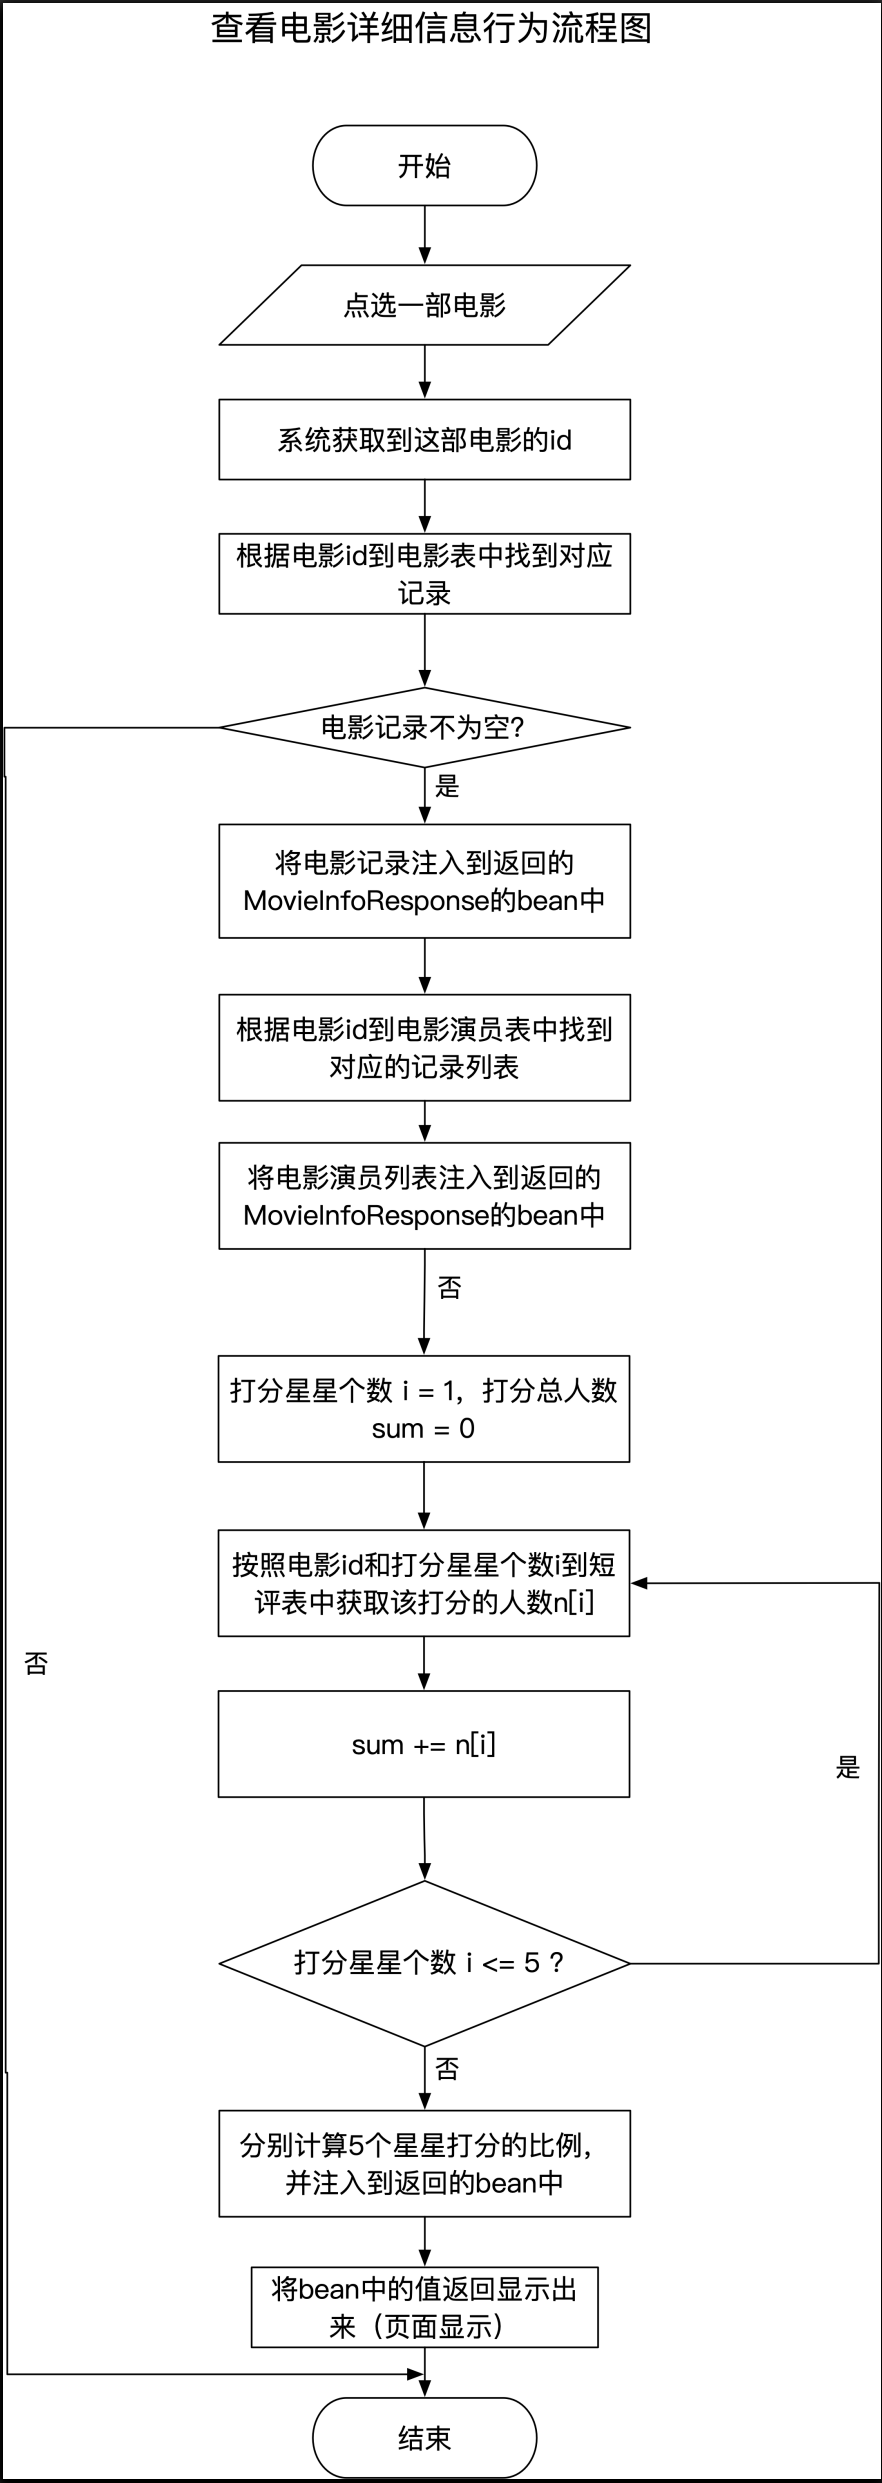 查看电影详细信息行为流程图
开始
点选一部电影
系统获取到这部电影的id
根据电影id到电影表中找到对应
记录
电影记录不为空?
是
将电影记录注入到返回的
MovieInfoResponse的bean中
根据电影id到电影演员表中找到
对应的记录列表
将电影演员列表注入到返回的
MovieInfoResponse的bean中
否
打分星星个数 i = 1，打分总人数
sum = 0
按照电影id和打分星星个数i到短
评表中获取该打分的人数n[i]
否
sum += n[i]
是
打分星星个数 i <= 5 ?
否
分别计算5个星星打分的比例，
并注入到返回的bean中
将bean中的值返回显示出
来（页面显示）
结束